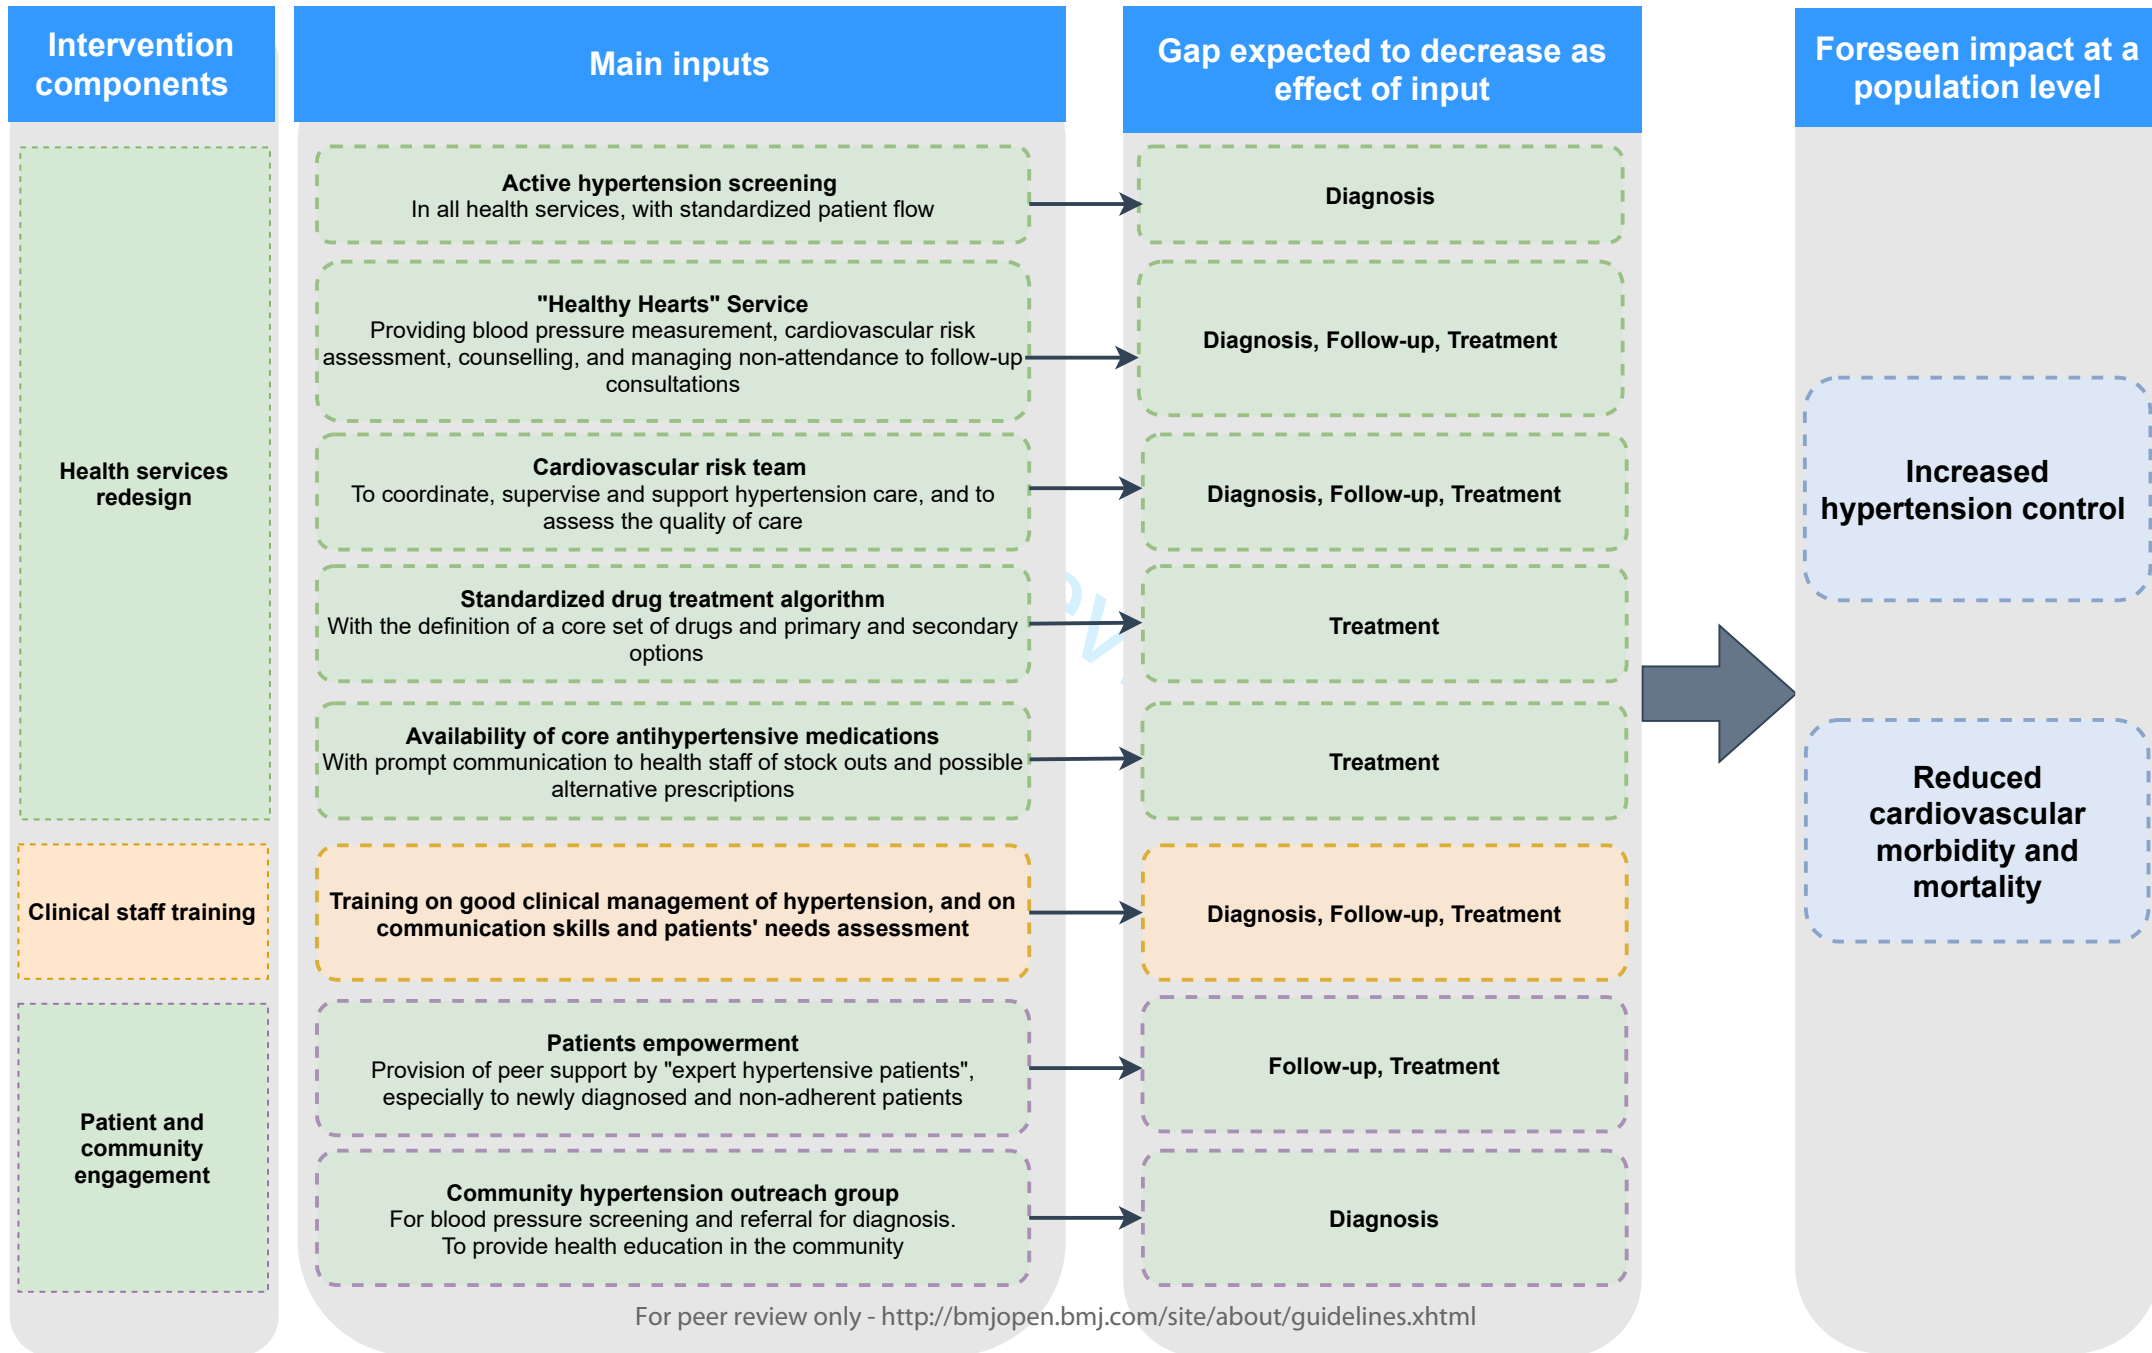 Intervention
components
Main inputs
Gap expected to decrease as
effect of input
Foreseen impact at a
population level
Health services
redesign
Active hypertension screening
In all health services, with standardized patient flow
Diagnosis
"Healthy Hearts" Service
Providing blood pressure measurement, cardiovascular risk
assessment, counselling, and managing non-attendance to follow-up
consultations
Diagnosis, Follow-up, Treatment
Cardiovascular risk team
To coordinate, supervise and support hypertension care, and to
assess the quality of care
Diagnosis, Follow-up, Treatment
Standardized drug treatment algorithm
With the definition of a core set of drugs and primary and secondary
options
Treatment
Availability of core antihypertensive medications
With prompt communication to health staff of stock outs and possible
alternative prescriptions
Treatment
Clinical staff training
Training on good clinical management of hypertension, and on
communication skills and patients' needs assessment
Diagnosis, Follow-up, Treatment
Patient and
community
engagement
Patients empowerment
Provision of peer support by "expert hypertensive patients",
especially to newly diagnosed and non-adherent patients
Follow-up, Treatment
Community hypertension outreach group
For blood pressure screening and referral for diagnosis.
To provide health education in the community
Diagnosis
Increased
hypertension control
Reduced
cardiovascular
morbidity and
mortality
For peer review only - http://bmjopen.bmj.com/site/about/guidelines.xhtml